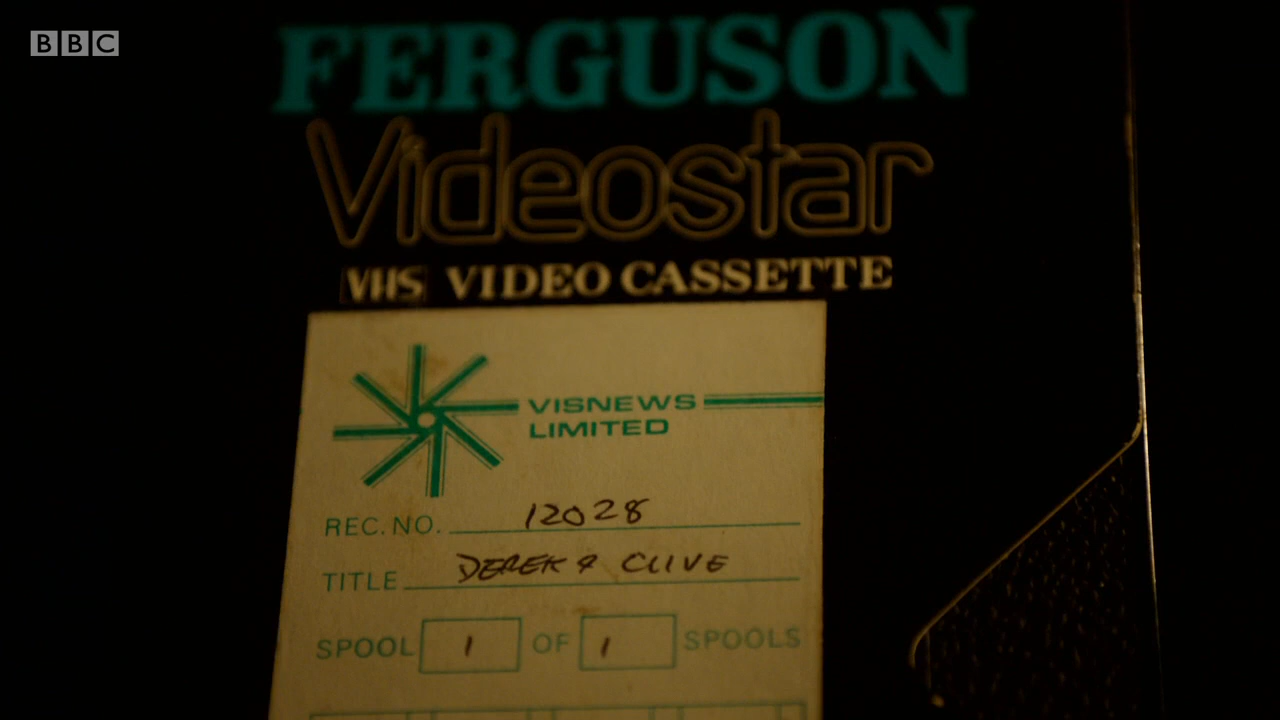 BBC
FERGUSON
Videostar
VHS VIDEO CASSETTE
VISNEWS
LIMITED
REC. NO. 12028
TITLE DEREK & CLIVE
SPOOL 1 OF 1 SPOOLS